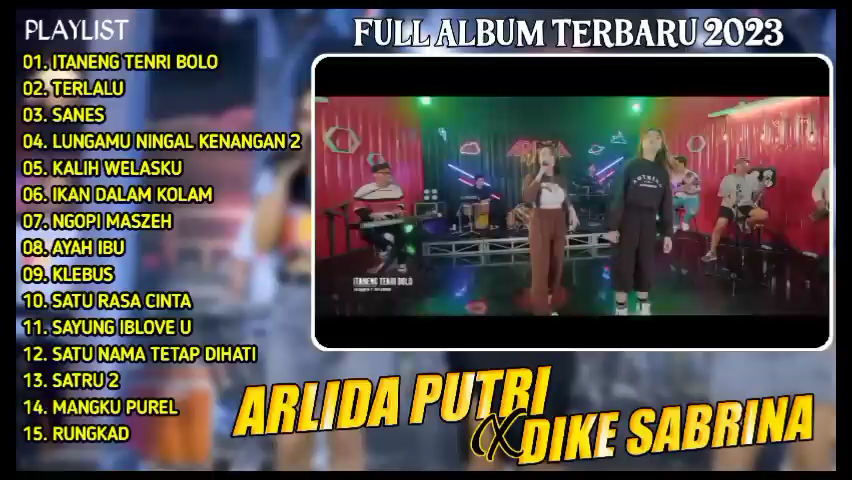 PLAYLIST
FULL ALBUM TERBARU 2023
01. ITANENG TENRI BOLO
02. TERLALU
03. SANES
04. LUNGAMU NINGAL KENANGAN 2
05. KALIH WELASKU
06. IKAN DALAM KOLAM
07. NGOPI MASZEH
08. AYAH IBU
09. KLEBUS
10. SATU RASA CINTA
11. SAYUNG IBLOVE U
12. SATU NAMA TETAP DIHATI
13. SATRU 2
14. MANGKU PUREL
15. RUNGKAD
ITANENG TENRI BOLO
ARLIDA PUTRI
X DIKE SABRINA